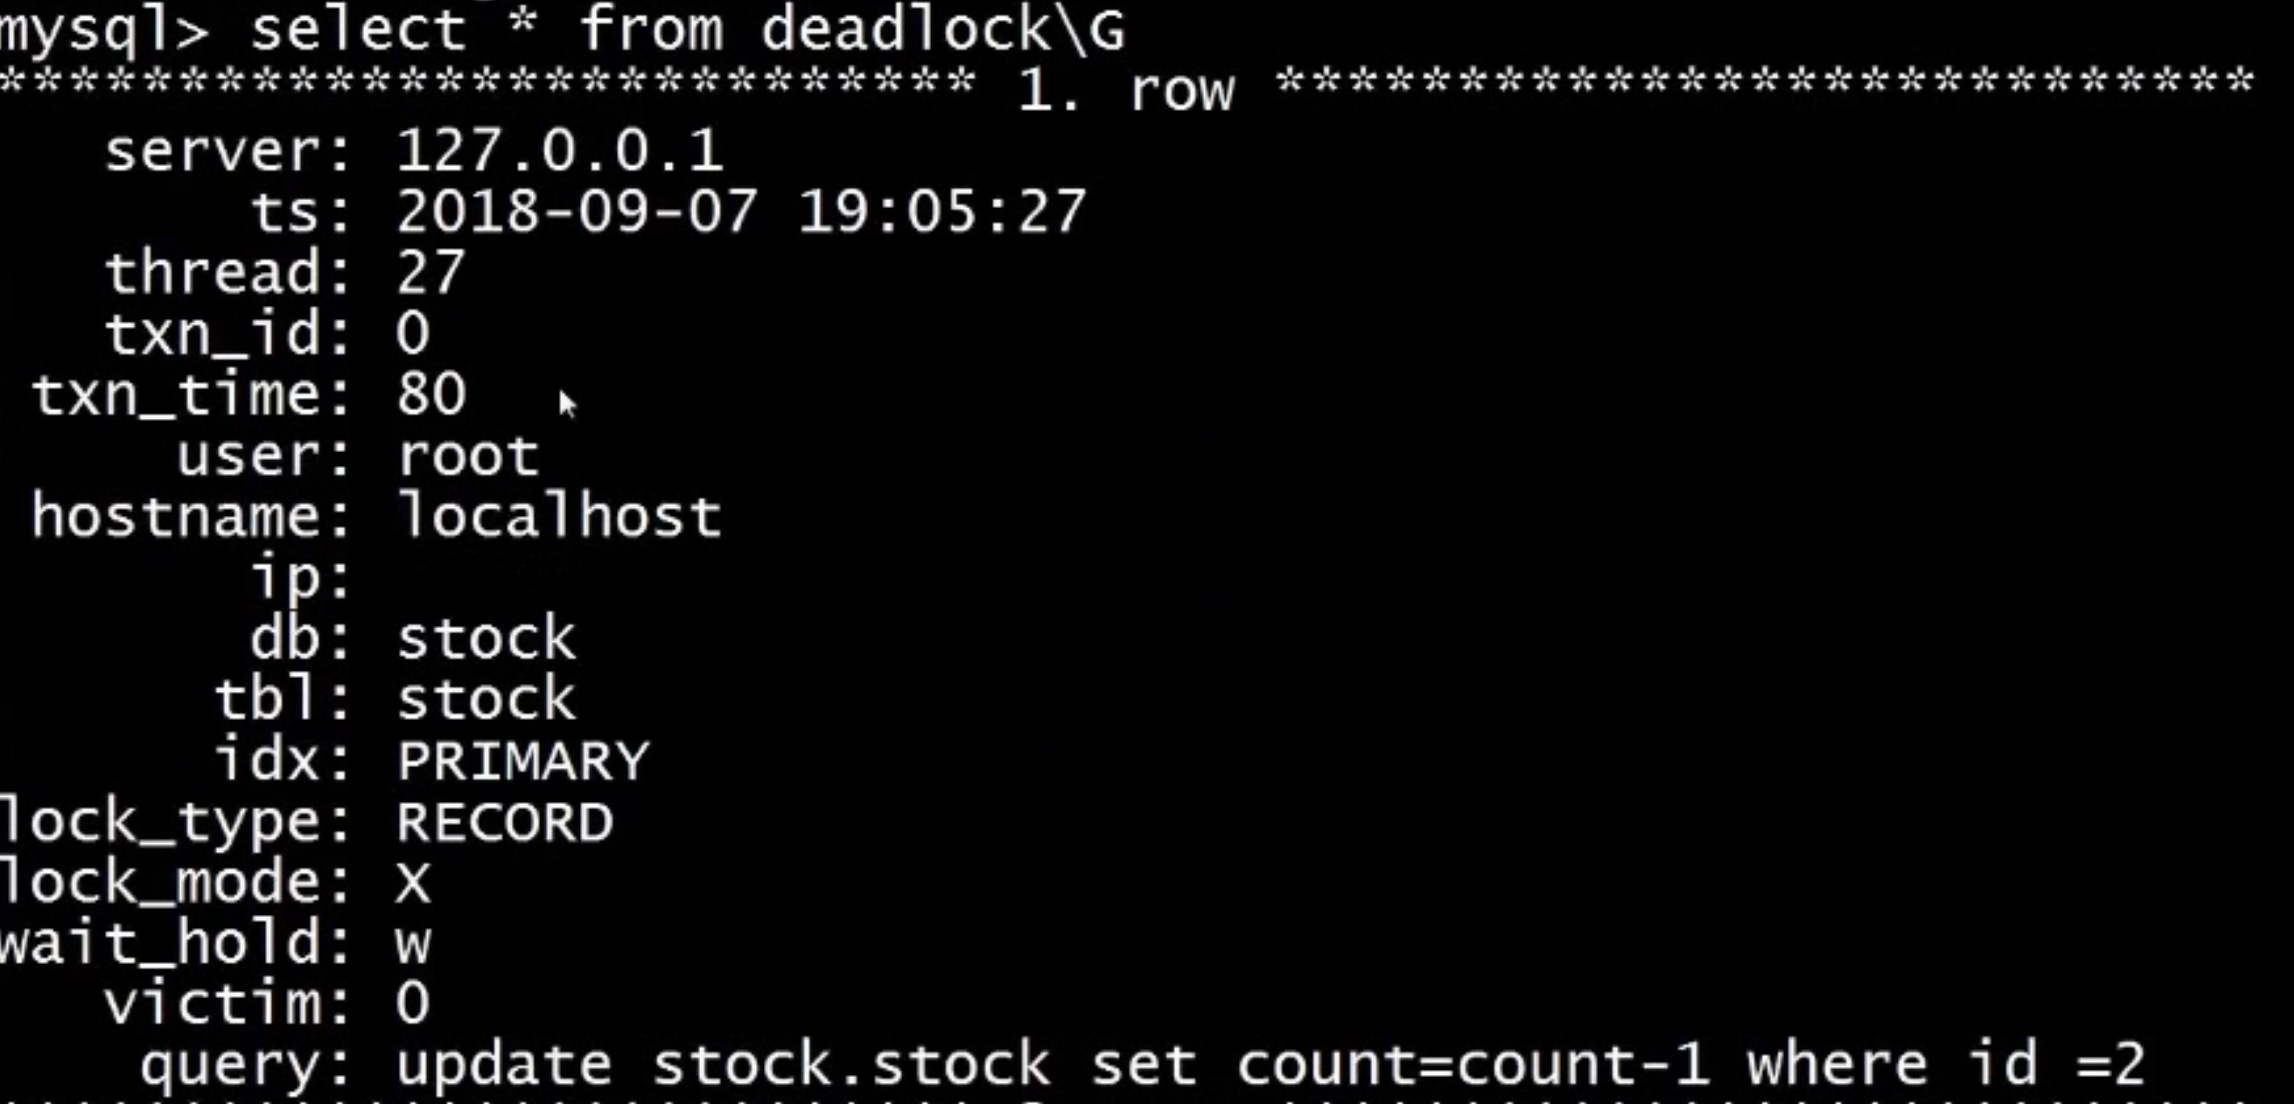 mysql> select * from deadlock\G
*************************** 1. row ***************************
server: 127.0.0.1
ts: 2018-09-07 19:05:27
thread: 27
txn_id: 0
txn_time: 80
user: root
hostname: localhost
ip:
db: stock
tbl: stock
idx: PRIMARY
lock_type: RECORD
lock_mode: X
wait_hold: w
victim: 0
query: update stock.stock set count=count-1 where id =2